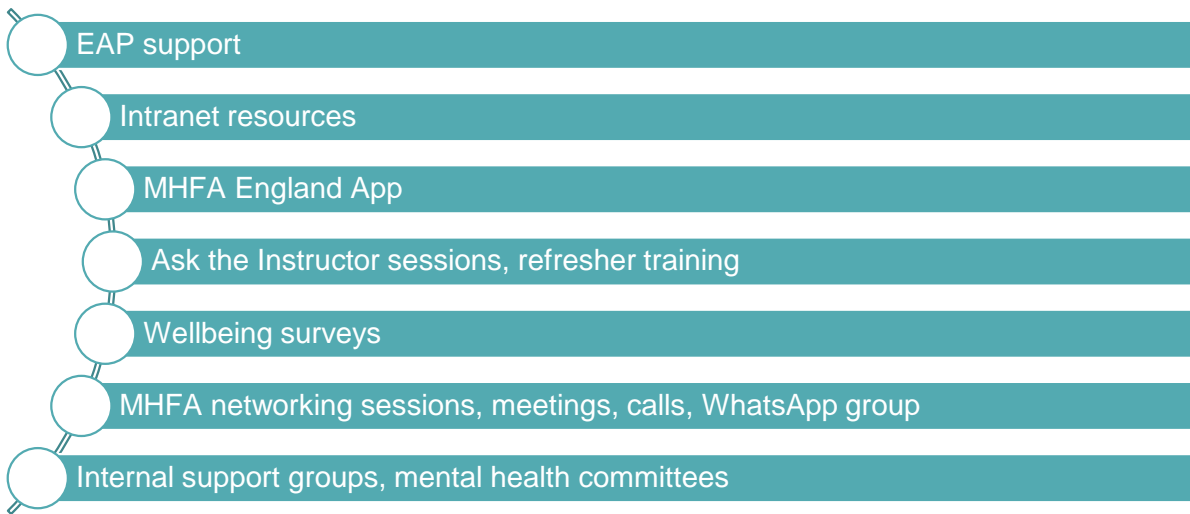 EAP support
Intranet resources
MHFA England App
Ask the Instructor sessions, refresher training
Wellbeing surveys
MHFA networking sessions, meetings, calls, WhatsApp group
Internal support groups, mental health committees